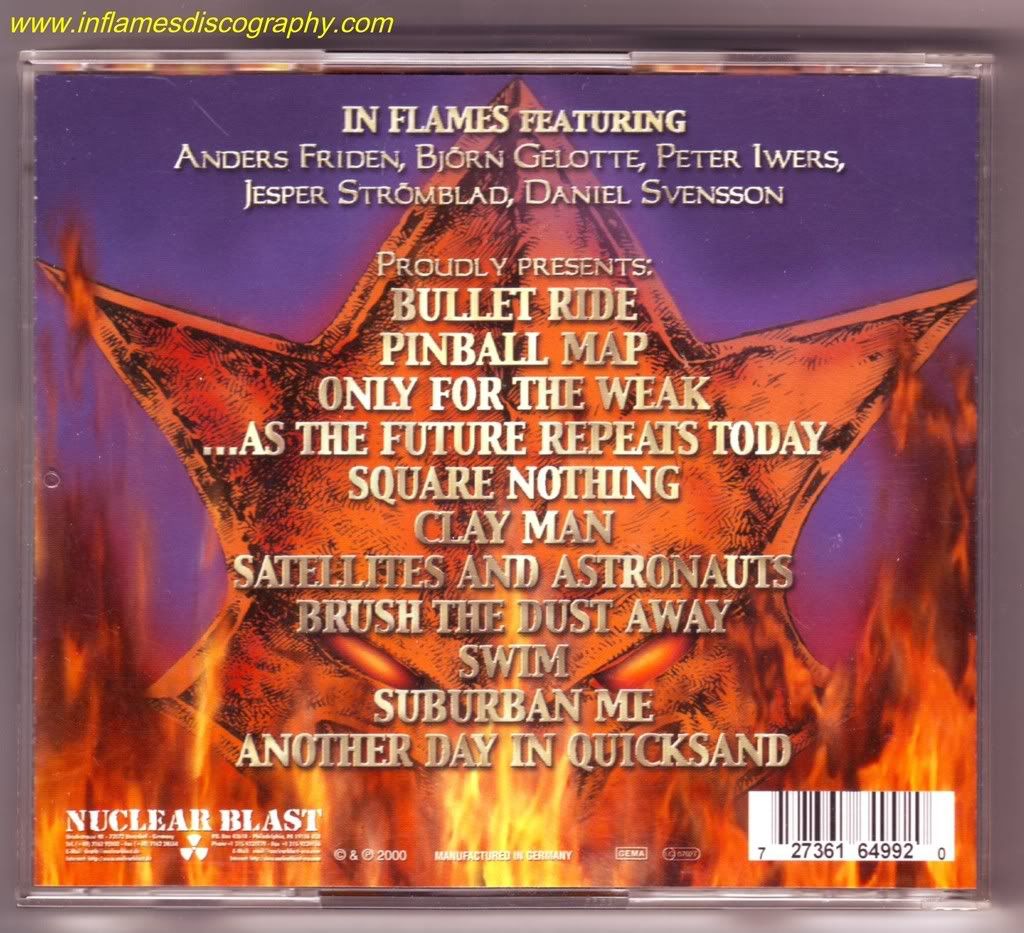 www.inflamesdiscography.com
IN FLAMES FEATURING
ANDERS FRIDEN, BJÖRN GELOTTE, PETER IWERS,
JESPER STRÖMBLAD, DANIEL SVENSSON
PROUDLY PRESENTS:
BULLET RIDE
PINBALL MAP
ONLY FOR THE WEAK
...AS THE FUTURE REPEATS TODAY
SQUARE NOTHING
CLAY MAN
SATELLITES AND ASTRONAUTS
BRUSH THE DUST AWAY
SWIM
SUBURBAN ME
ANOTHER DAY IN QUICKSAND
NUCLEAR BLAST
© & ℗ 2000
MANUFACTURED IN GERMANY
GEMA
7 27361 64992 0